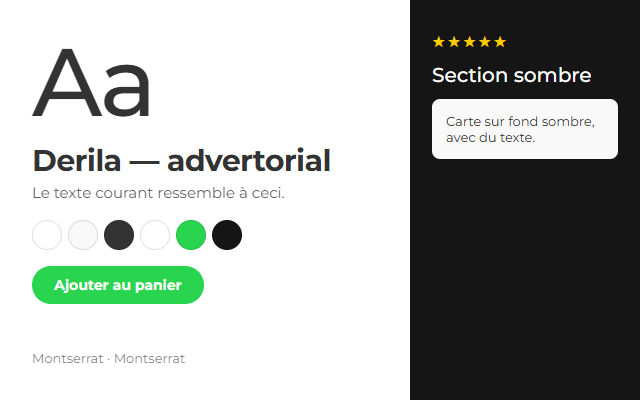 Aa
Derila — advertorial
Le texte courant ressemble à ceci.
Ajouter au panier
Montserrat · Montserrat
Section sombre
Carte sur fond sombre,
avec du texte.